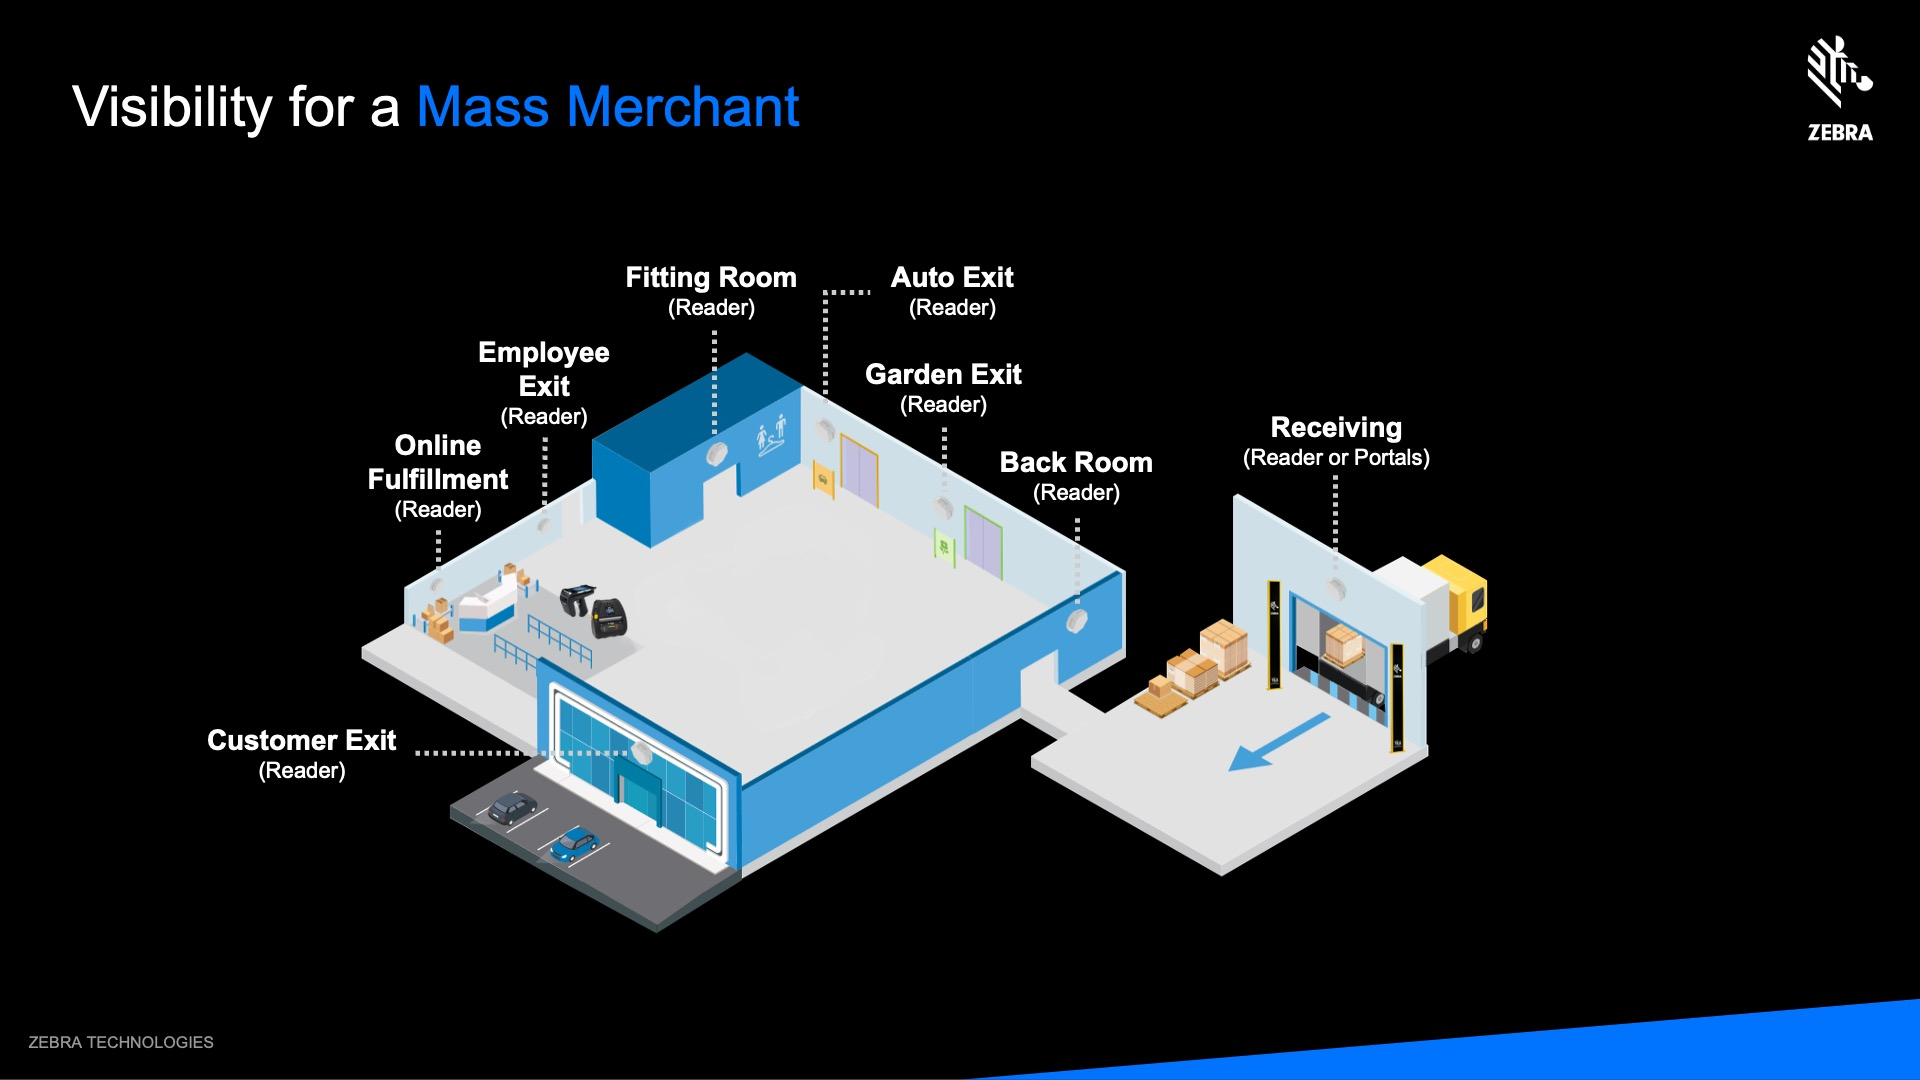 Visibility for a Mass Merchant
ZEBRA
Fitting Room
(Reader)
Auto Exit
(Reader)
Employee
Exit
(Reader)
Garden Exit
(Reader)
Online
Fulfillment
(Reader)
Back Room
(Reader)
Receiving
(Reader or Portals)
Customer Exit
(Reader)
ZEBRA TECHNOLOGIES